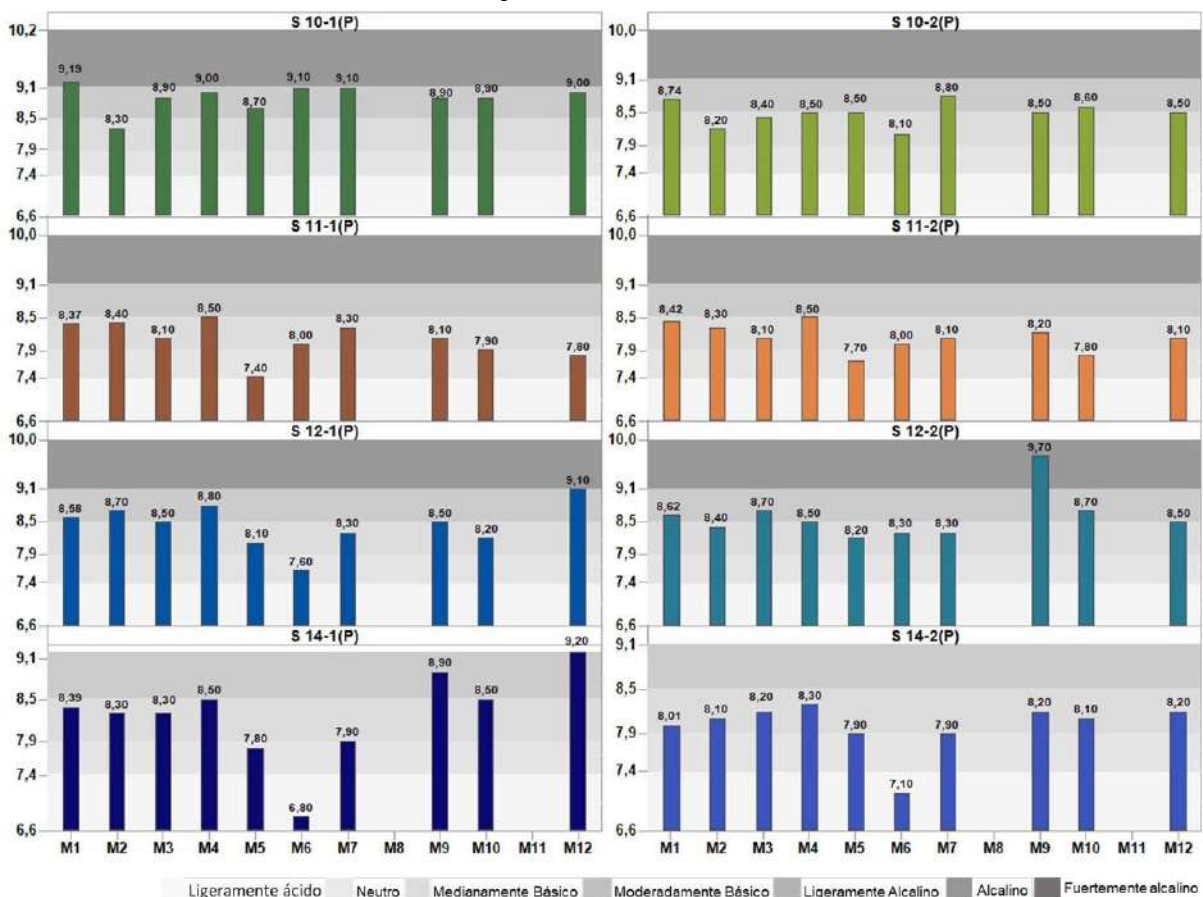 S 10-1(P)
10,2
9,1
8,5
7,9
7,4
6,6
9,19 8,30 8,90 9,00 8,70 9,10 9,10 8,90 8,90 9,00
S 10-2(P)
10,0
9,1
8,5
7,9
7,4
6,6
8,74 8,20 8,40 8,50 8,50 8,10 8,80 8,50 8,60 8,50
S 11-1(P)
10,0
9,1
8,5
7,9
7,4
6,6
8,37 8,40 8,10 8,50 7,40 8,00 8,30 8,10 7,90 7,80
S 11-2(P)
10,0
9,1
8,5
7,9
7,4
6,6
8,42 8,30 8,10 8,50 7,70 8,00 8,10 8,20 7,80 8,10
S 12-1(P)
10,0
9,1
8,5
7,9
7,4
6,6
8,58 8,70 8,50 8,80 8,10 7,60 8,30 8,50 8,20 9,10
S 12-2(P)
10,0
9,1
8,5
7,9
7,4
6,6
8,62 8,40 8,70 8,50 8,20 8,30 8,30 9,70 8,70 8,50
S 14-1(P)
9,1
8,5
7,9
7,4
6,6
8,39 8,30 8,30 8,50 7,80 6,80 7,90 8,90 8,50 9,20
M1 M2 M3 M4 M5 M6 M7 M8 M9 M10 M11 M12
S 14-2(P)
9,1
8,5
7,9
7,4
6,6
8,01 8,10 8,20 8,30 7,90 7,10 7,90 8,20 8,10 8,20
M1 M2 M3 M4 M5 M6 M7 M8 M9 M10 M11 M12
Ligeramente ácido Neutro Medianamente Básico Moderadamente Básico Ligeramente Alcalino Alcalino Fuertemente alcalino